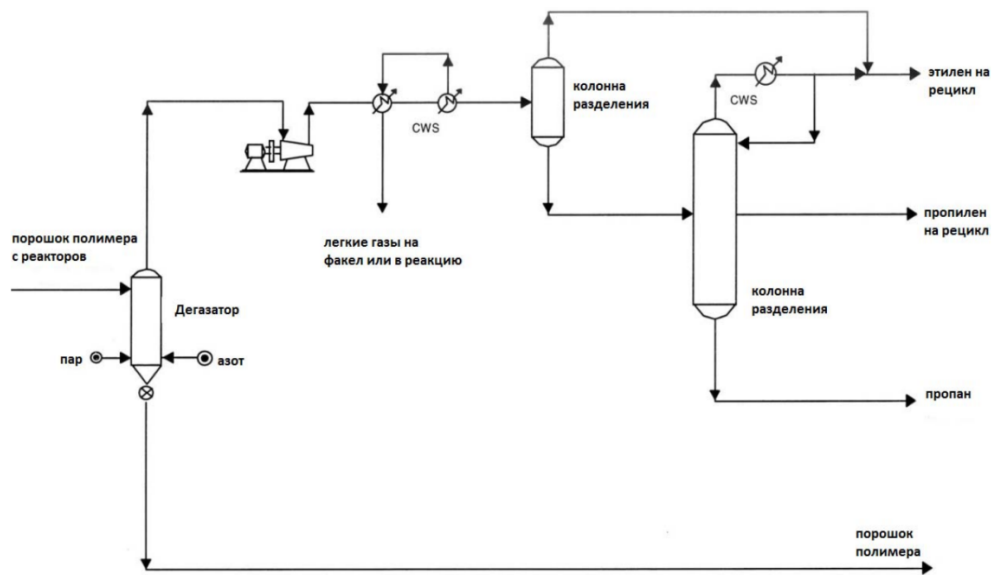 колонна
разделения
CWS
CWS
этилен на
рецикл
порошок полимера
с реакторов
легкие газы на
факел или в реакцию
пропилен
на рецикл
колонна
разделения
Дегазатор
пар
азот
пропан
порошок
полимера